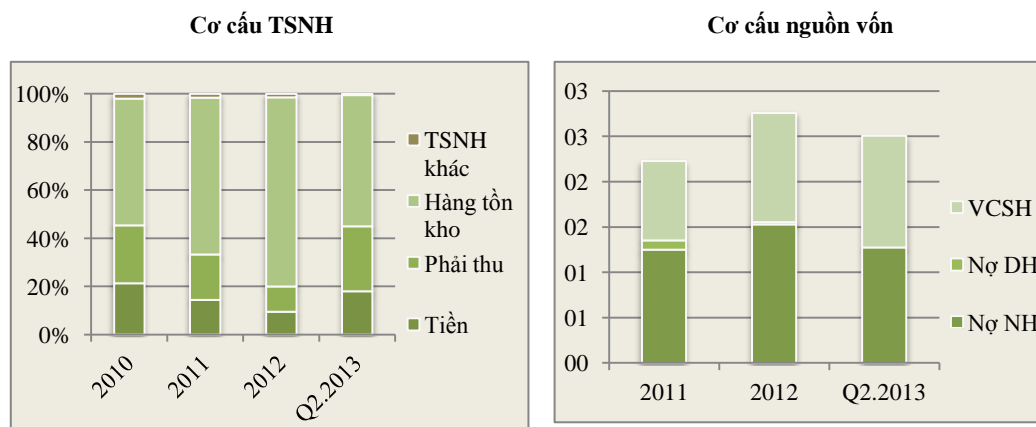 Cơ cấu TSNH
100%
80%
60%
40%
20%
0%
2010
2011
2012
Q2.2013
TSNH
khác
Hàng tồn
kho
Phải thu
Tiền
Cơ cấu nguồn vốn
03
03
02
02
01
01
00
2011
2012
Q2.2013
VCSH
Nợ DH
Nợ NH